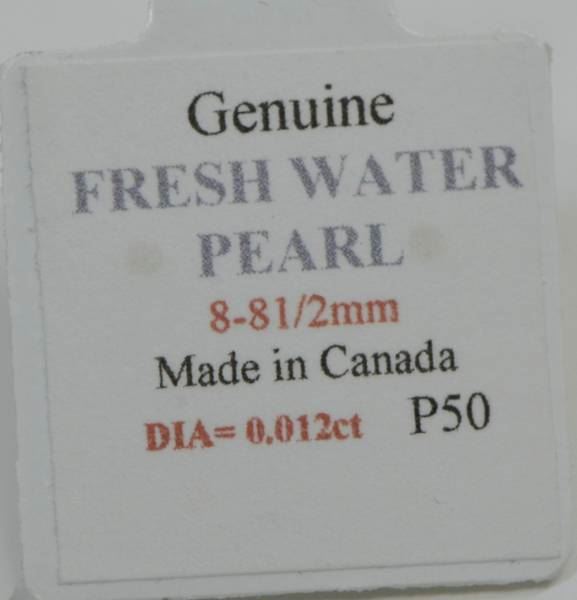 Genuine
FRESH WATER
PEARL
8-81/2mm
Made in Canada
DIA= 0.012ct P50